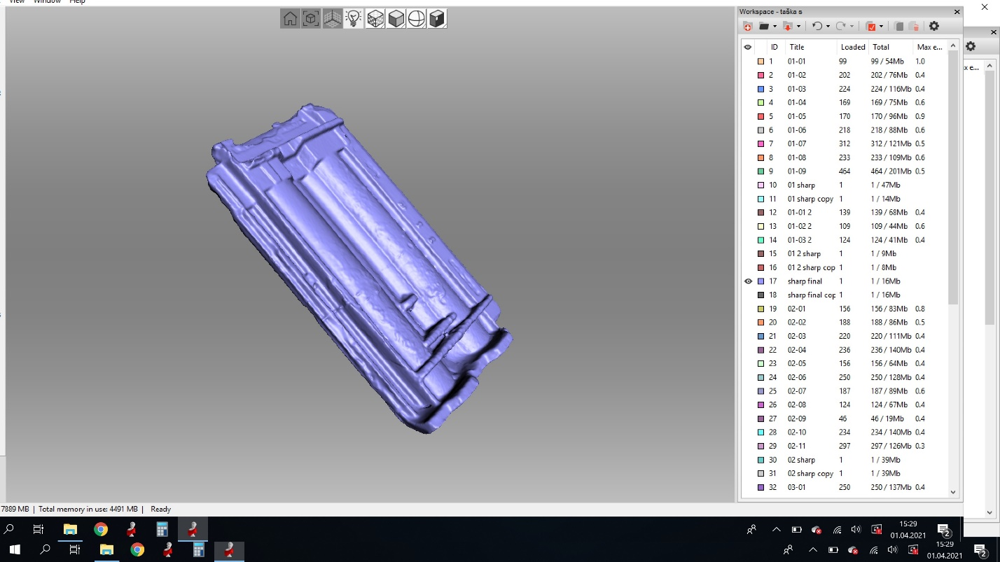 View Window Help
Workspace - taška s
ID Title Loaded Total Max e...
x e...
1 01-01 99 99 / 54Mb 1.0
2 01-02 202 202 / 76Mb 0.4
3 01-03 224 224 / 116Mb 0.4
4 01-04 169 169 / 75Mb 0.6
5 01-05 170 170 / 96Mb 0.9
6 01-06 218 218 / 88Mb 0.6
7 01-07 312 312 / 121Mb 0.5
8 01-08 233 233 / 109Mb 0.6
9 01-09 464 464 / 201Mb 0.5
10 01 sharp 1 1 / 47Mb
11 01 sharp copy 1 1 / 14Mb
12 01-01 2 139 139 / 68Mb 0.4
13 01-02 2 109 109 / 44Mb 0.6
14 01-03 2 124 124 / 41Mb 0.4
15 01 2 sharp 1 1 / 9Mb
16 01 2 sharp cop 1 1 / 8Mb
17 sharp final 1 1 / 16Mb
18 sharp final cop 1 1 / 16Mb
19 02-01 156 156 / 83Mb 0.8
20 02-02 188 188 / 86Mb 0.5
21 02-03 220 220 / 111Mb 0.4
22 02-04 236 236 / 140Mb 0.4
23 02-05 156 156 / 64Mb 0.4
24 02-06 250 250 / 128Mb 0.4
25 02-07 187 187 / 89Mb 0.6
26 02-08 124 124 / 67Mb 0.4
27 02-09 46 46 / 19Mb 0.4
28 02-10 234 234 / 140Mb 0.4
29 02-11 297 297 / 126Mb 0.3
30 02 sharp 1 1 / 39Mb
31 02 sharp copy 1 1 / 39Mb
32 03-01 250 250 / 137Mb 0.4
7889 MB | Total memory in use: 4491 MB | Ready
15:29
01.04.2021
2
15:29
01.04.2021
2